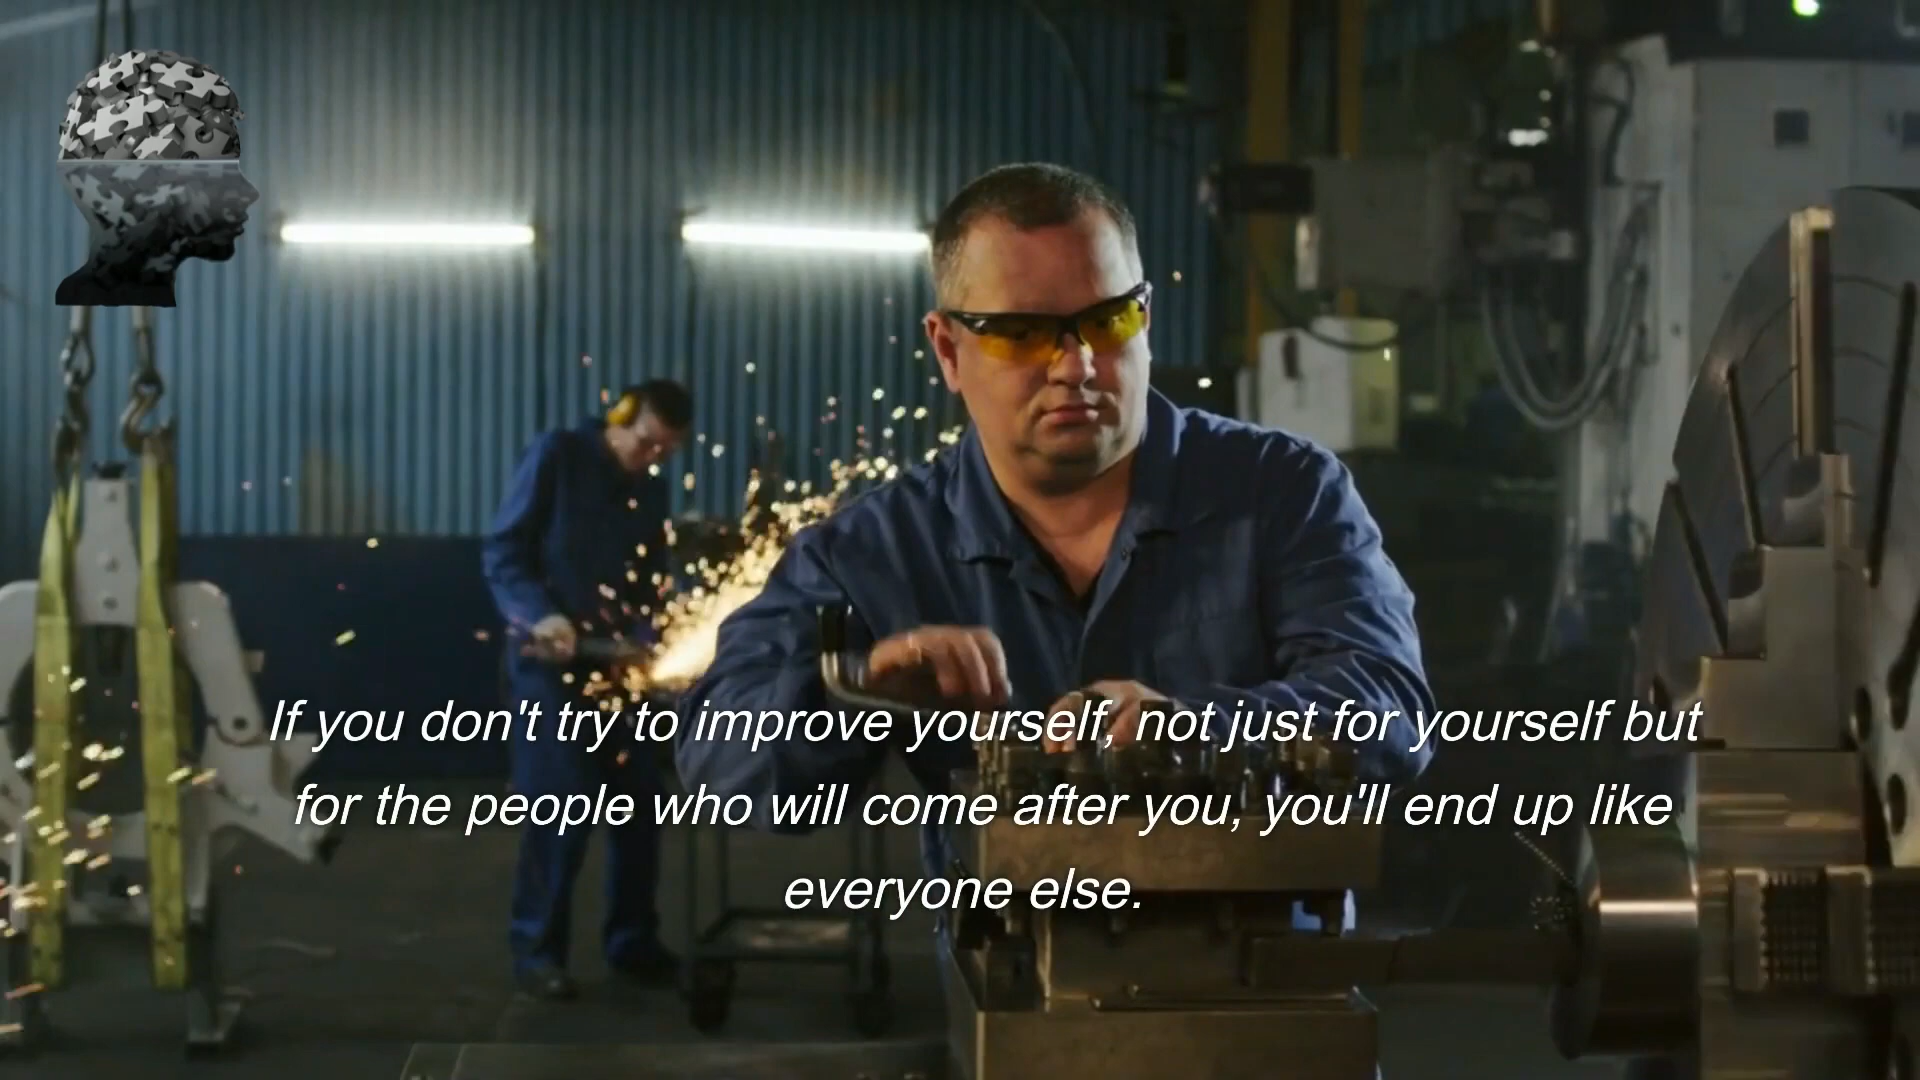 If you don't try to improve yourself, not just for yourself but
for the people who will come after you, you'll end up like
everyone else.